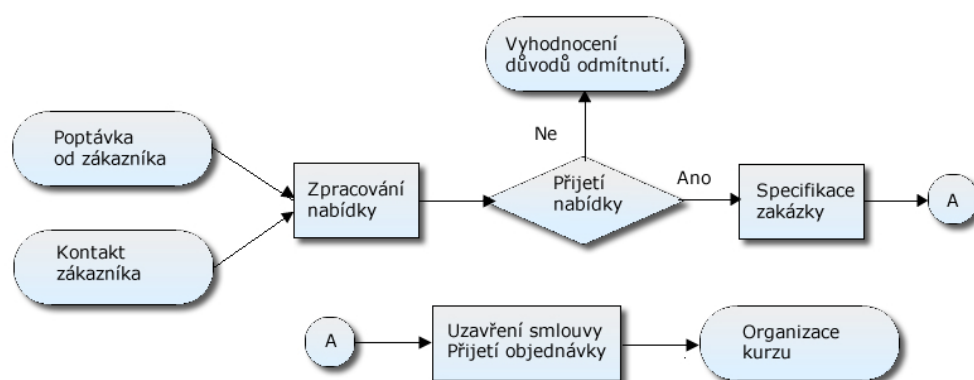 Vyhodnocení
důvodů odmítnutí.
Poptávka
od zákazníka
Ne
Zpracování
nabídky
Přijetí
nabídky
Ano
Specifikace
zakázky
A
Kontakt
zákazníka
A
Uzavření smlouvy
Přijetí objednávky
Organizace
kurzu